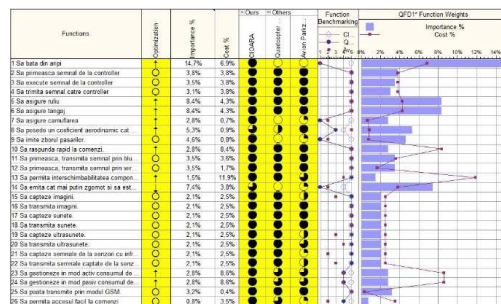 Ours Others
Function Benchmarking
QFD1* Function Weights
Functions
Optimization
Importance %
Cost %
Importance %
Cost %
1 Sa bata din aripi 14.7% 6.9%
2 Sa primeasca semnal de la controller 3.8% 3.8%
3 Sa execute semnal de la controller 3.5% 3.8%
4 Sa trimita semnal catre controller 3.1% 3.8%
5 Sa asigure ruliu 8.4% 4.3%
6 Sa asigure tangaj 8.4% 4.3%
7 Sa asigure camuflarea 2.8% 0.7%
8 Sa posede un coeficient aerodinamic cat 5.3% 0.9%
9 Sa imite zborul pasarilor. 4.6% 0.8%
10 Sa raspunda rapid la comenzi. 2.8% 8.4%
11 Sa primeasca, transmita semnal prin blu 3.5% 3.6%
12 Sa primeasca, transmita semnal prin ser 3.5% 1.7%
13 Sa permita interschimbabilitatea compon 1.5% 11.9%
14 Sa emita cat mai putin zgomot si sa est 7.4% 3.8%
15 Sa capteze imagini. 2.1% 2.5%
16 Sa transmita imagini. 2.1% 2.5%
17 Sa capteze sunete. 2.1% 2.5%
18 Sa transmita sunete. 2.1% 2.5%
19 Sa capteze ultrasunete. 2.1% 2.5%
20 Sa transmita ultrasunete. 2.1% 2.5%
21 Sa capteze semnale de la senzori cu infr 2.1% 2.5%
22 Sa transmita semnale captate de la senz 2.1% 2.5%
23 Sa gestioneze in mod activ consumul de 2.8% 8.6%
24 Sa gestioneze in mod pasiv consumul de 2.8% 8.6%
25 Sa poata transmite prin modul GSM. 3.2% 0.4%
26 Sa permita accesul facil la comenzi 0.8% 3.5%